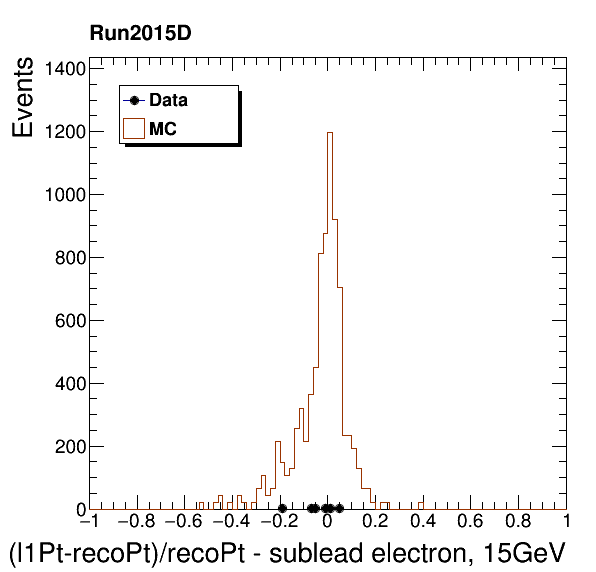 Run2015D
Events
1400
1200
1000
800
600
400
200
0
Data
MC
−1 −0.8 −0.6 −0.4 −0.2 0 0.2 0.4 0.6 0.8 1
(l1Pt-recoPt)/recoPt - sublead electron, 15GeV